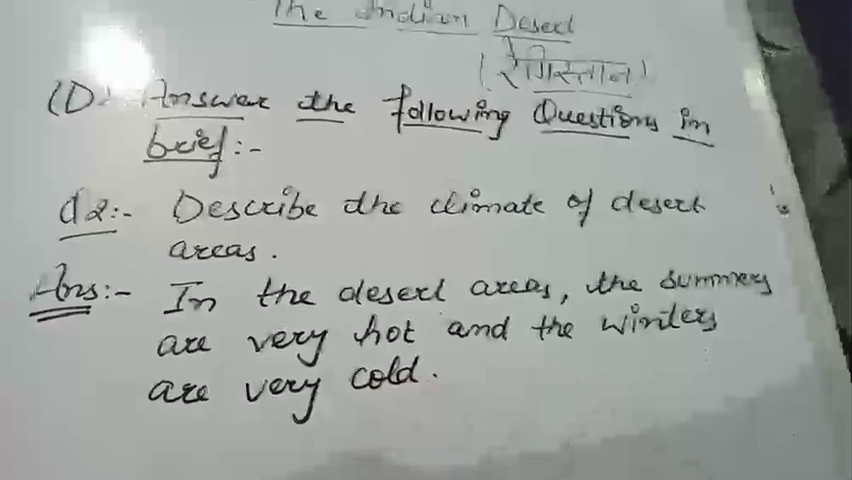 The Indian Desert
(रेगिस्तान)
(D). Answer the following Questions in
brief:-
Q2:- Describe the climate of desert
areas.
Ans:- In the desert areas, the summers
are very hot and the winters
are very cold.